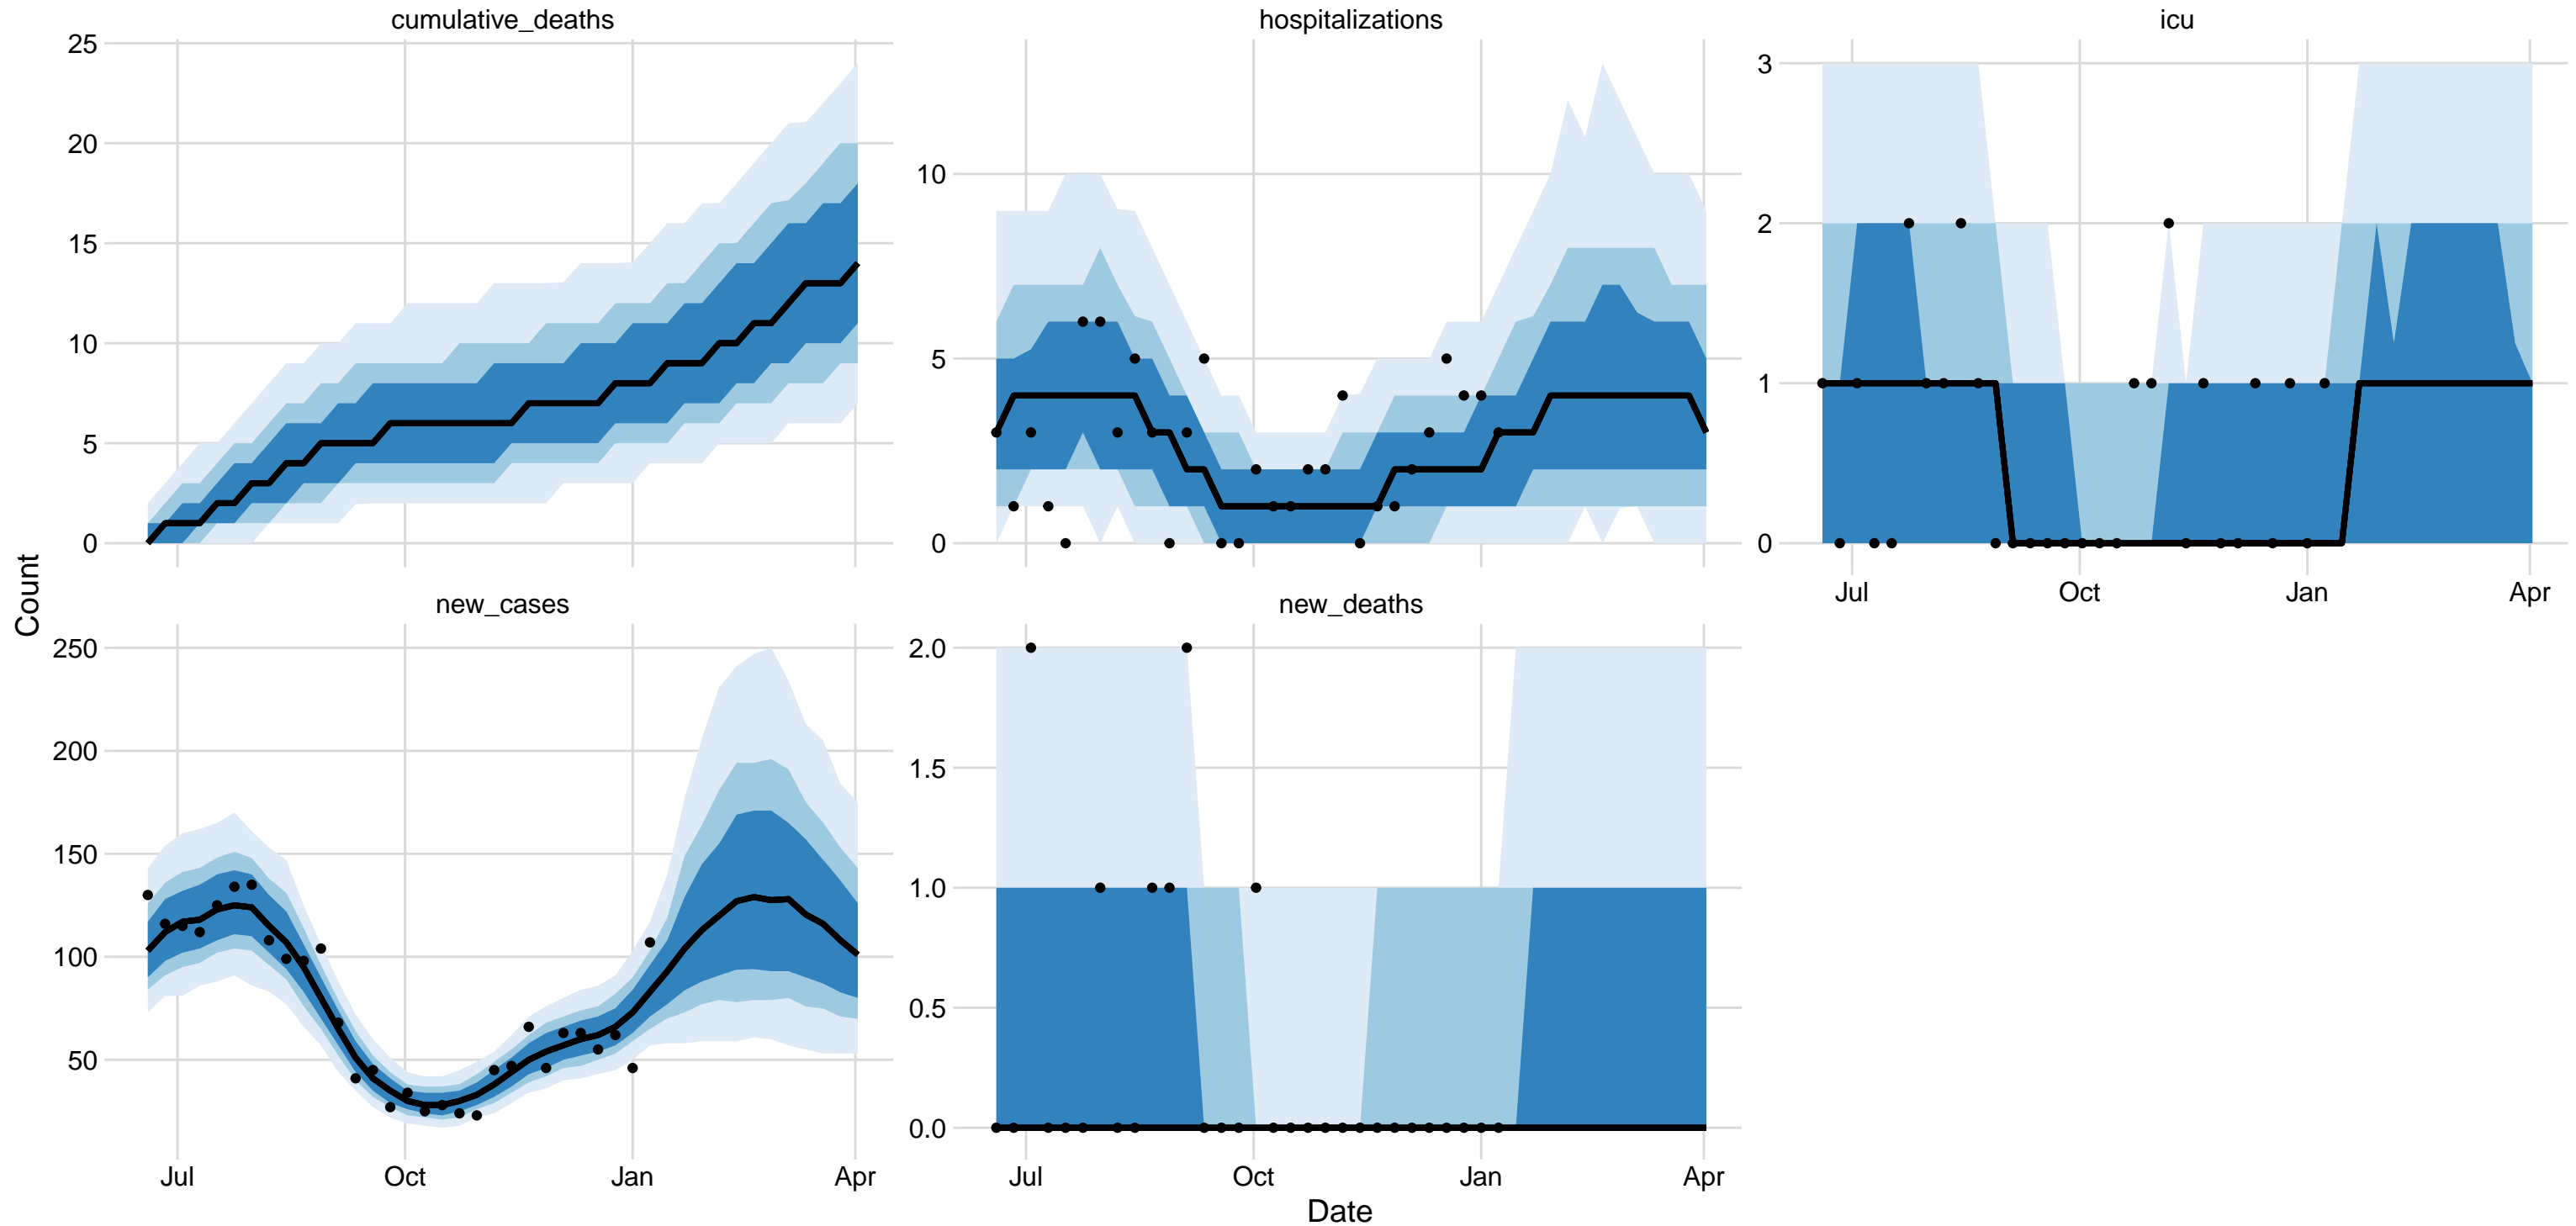 cumulative_deaths
hospitalizations
icu
25
20
15
10
5
0
10
5
0
3
2
1
0
Jul
Oct
Jan
Apr
Count
new_cases
new_deaths
250
200
150
100
50
2.0
1.5
1.0
0.5
0.0
Jul
Oct
Jan
Apr
Jul
Oct
Jan
Apr
Date